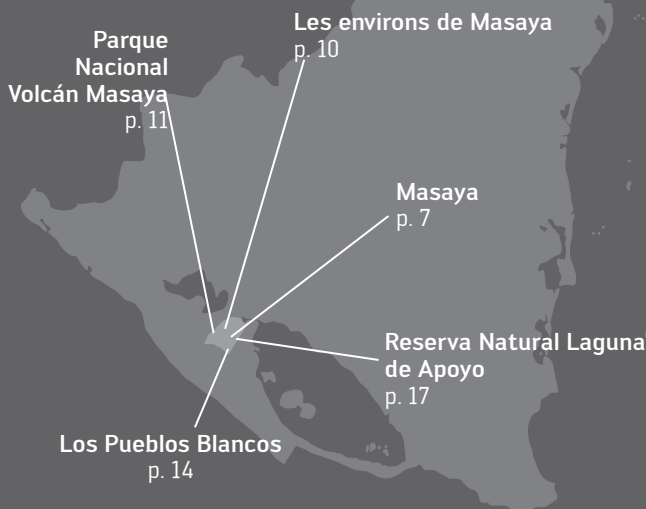 Les environs de Masaya
p. 10
Parque
Nacional
Volcán Masaya
p. 11
Masaya
p. 7
Reserva Natural Laguna
de Apoyo
p. 17
Los Pueblos Blancos
p. 14